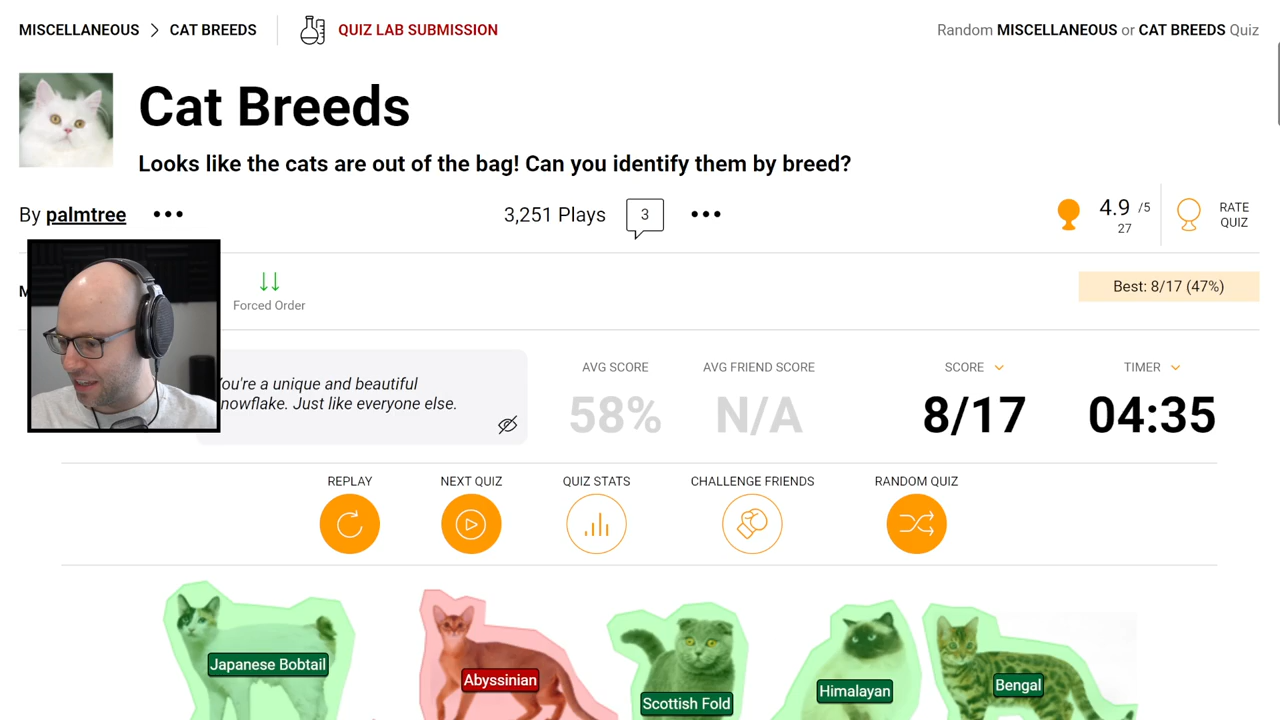 MISCELLANEOUS > CAT BREEDS
QUIZ LAB SUBMISSION
Random MISCELLANEOUS or CAT BREEDS Quiz
Cat Breeds
Looks like the cats are out of the bag! Can you identify them by breed?
By palmtree •••
3,251 Plays
3
•••
4.9 /5
27
RATE
QUIZ
Forced Order
Best: 8/17 (47%)
You're a unique and beautiful
snowflake. Just like everyone else.
AVG SCORE
58%
AVG FRIEND SCORE
N/A
SCORE
8/17
TIMER
04:35
REPLAY
NEXT QUIZ
QUIZ STATS
CHALLENGE FRIENDS
RANDOM QUIZ
Japanese Bobtail
Abyssinian
Scottish Fold
Himalayan
Bengal